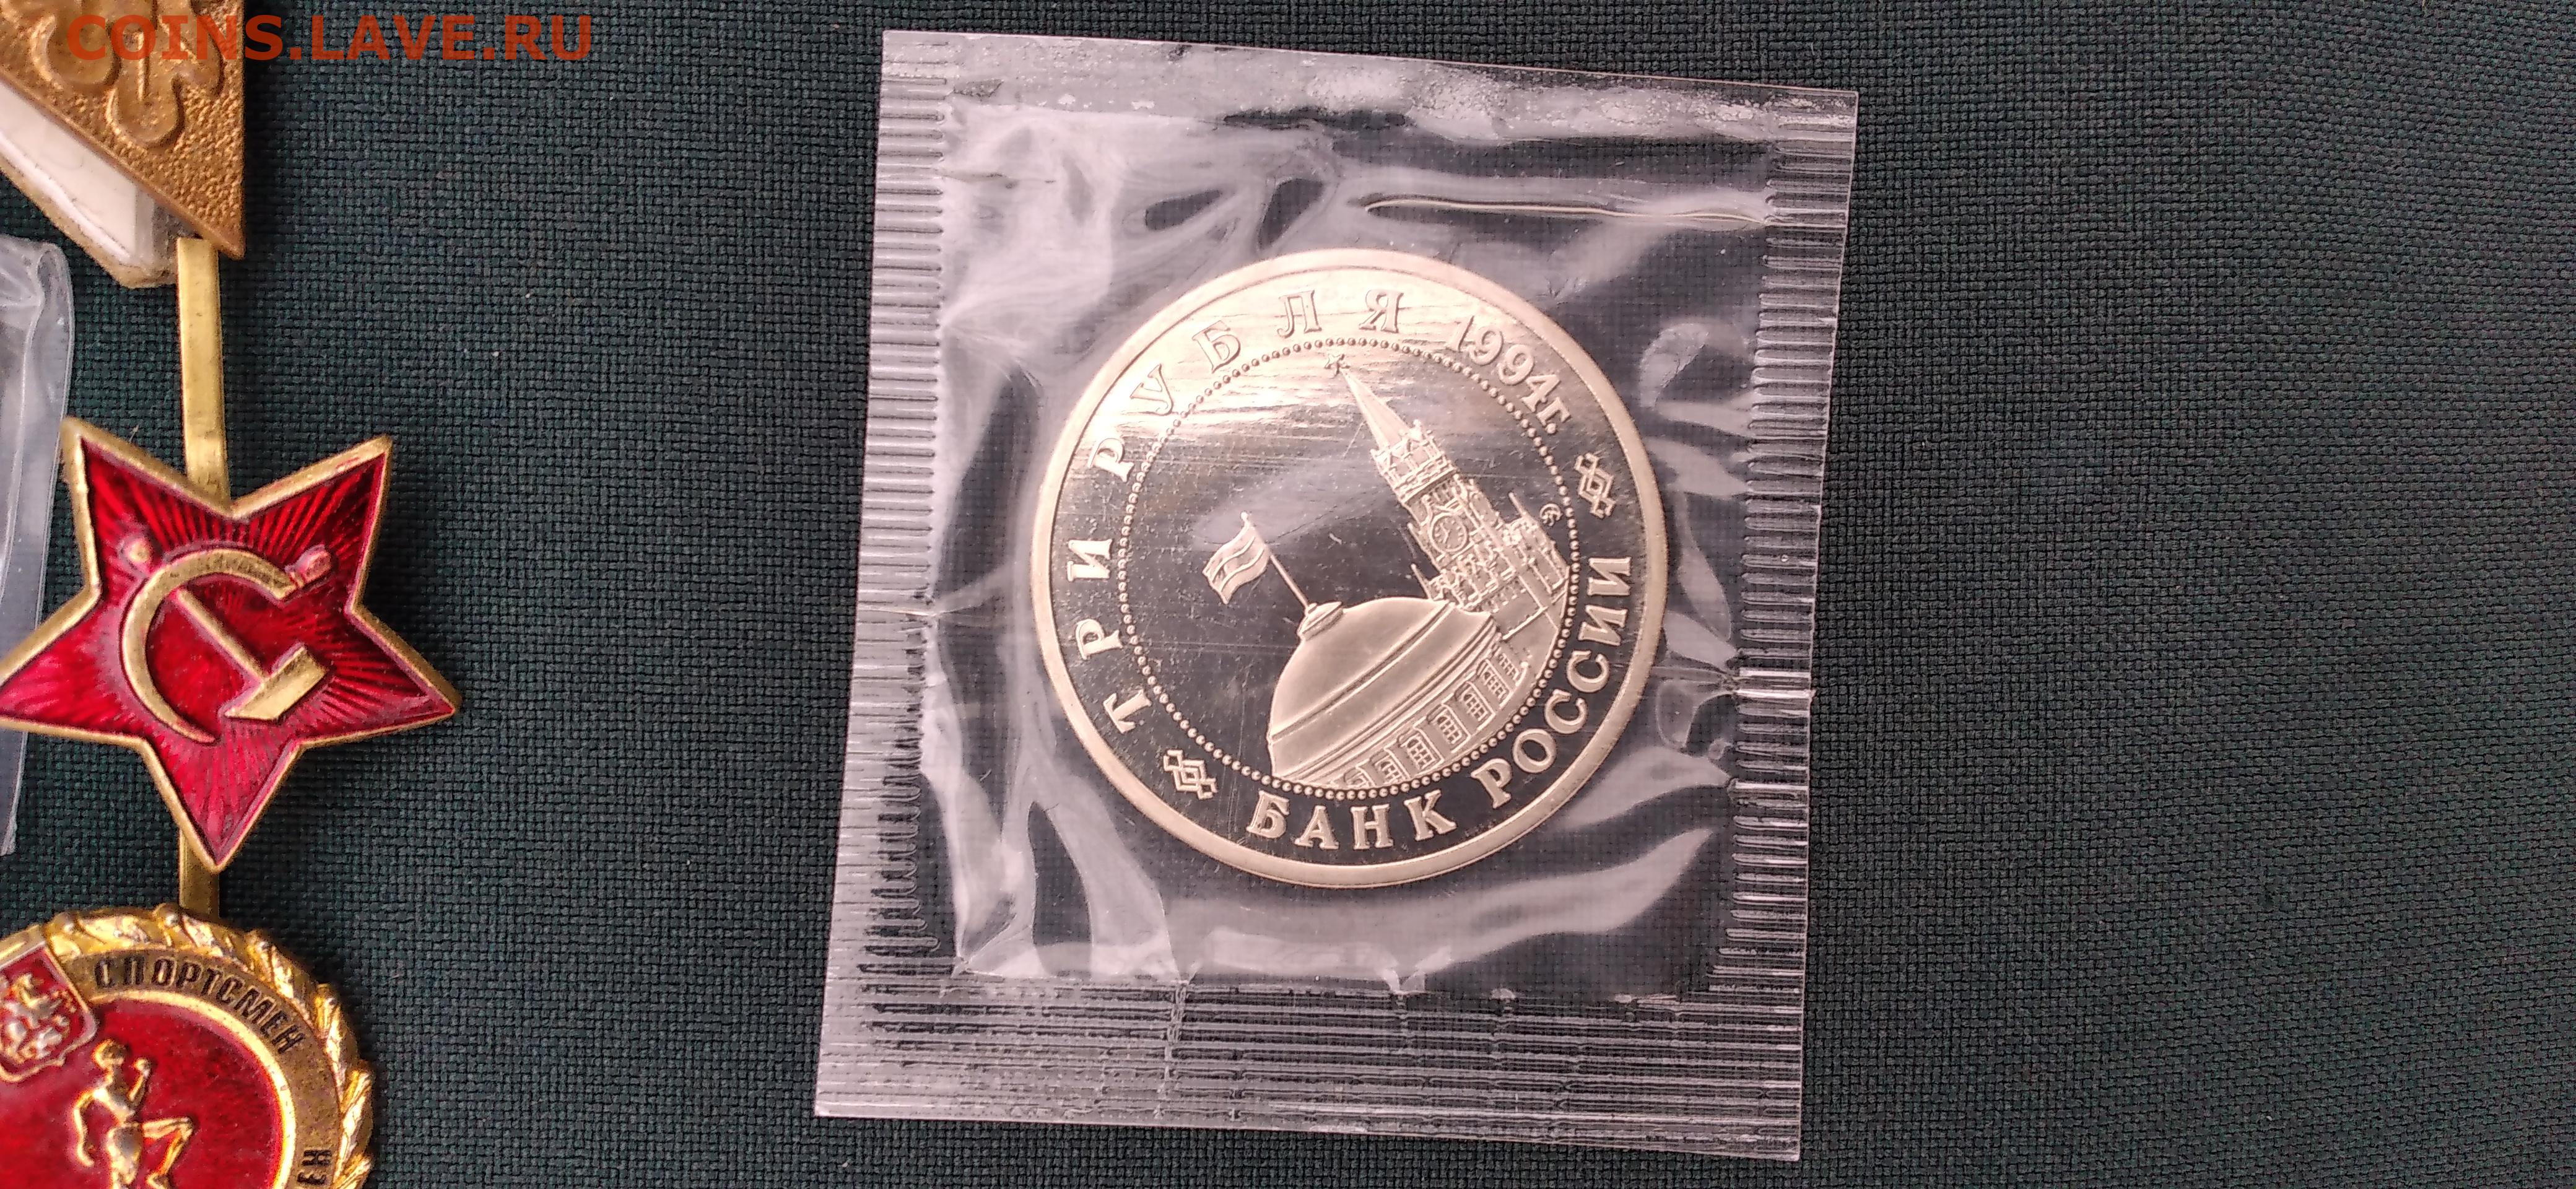 COINS.LAVE.RU
ТРИ РУБЛЯ 1994г.
БАНК РОССИИ
СПОРТСМЕН